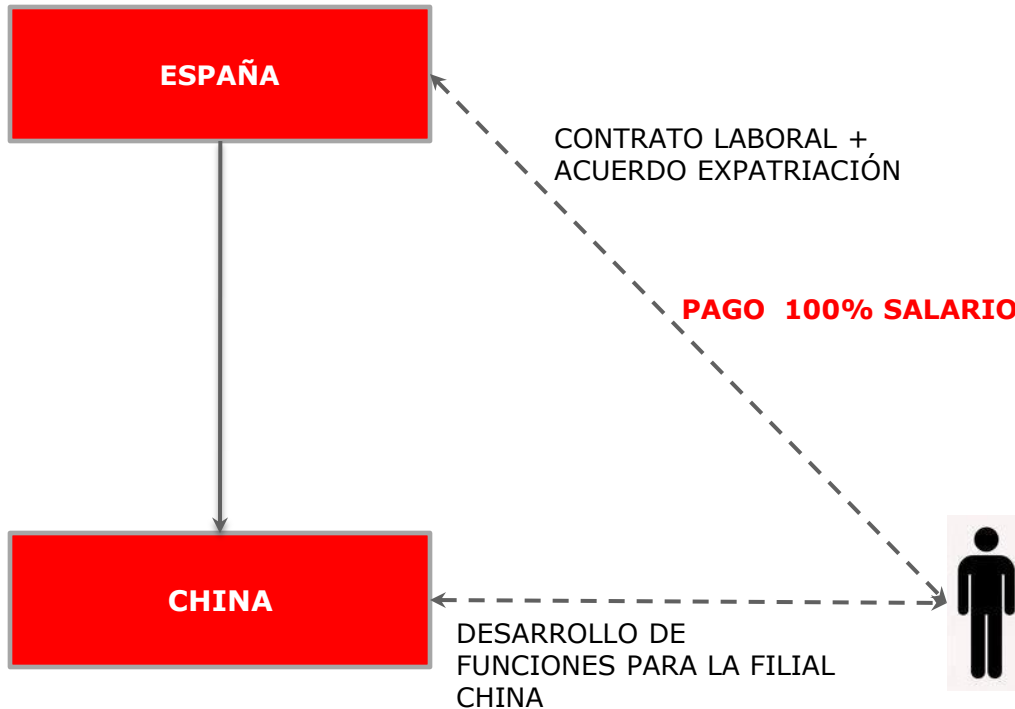 ESPAÑA
CONTRATO LABORAL +
ACUERDO EXPATRIACIÓN
PAGO 100% SALARIO
CHINA
DESARROLLO DE
FUNCIONES PARA LA FILIAL
CHINA